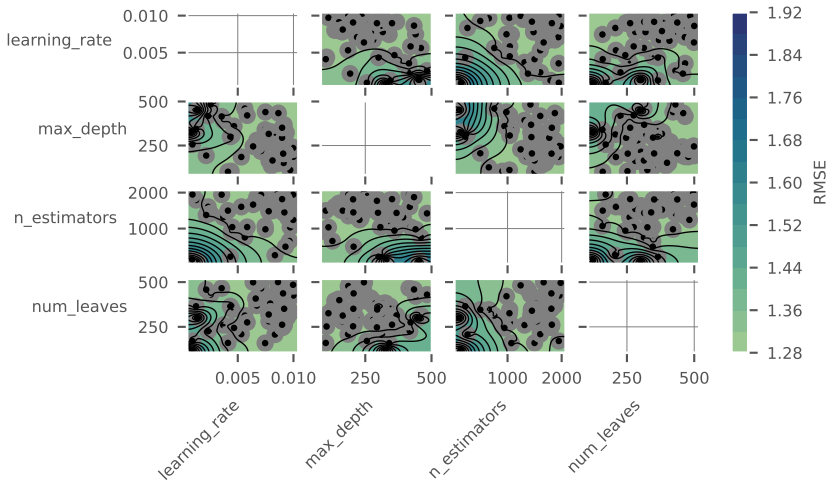 0.010
learning_rate
0.005
500
max_depth
250
2000
n_estimators
1000
500
num_leaves
250
0.005 0.010 250 500 1000 2000 250 500
learning_rate max_depth n_estimators num_leaves
1.92
1.84
1.76
1.68
1.60
1.52
1.44
1.36
1.28
RMSE